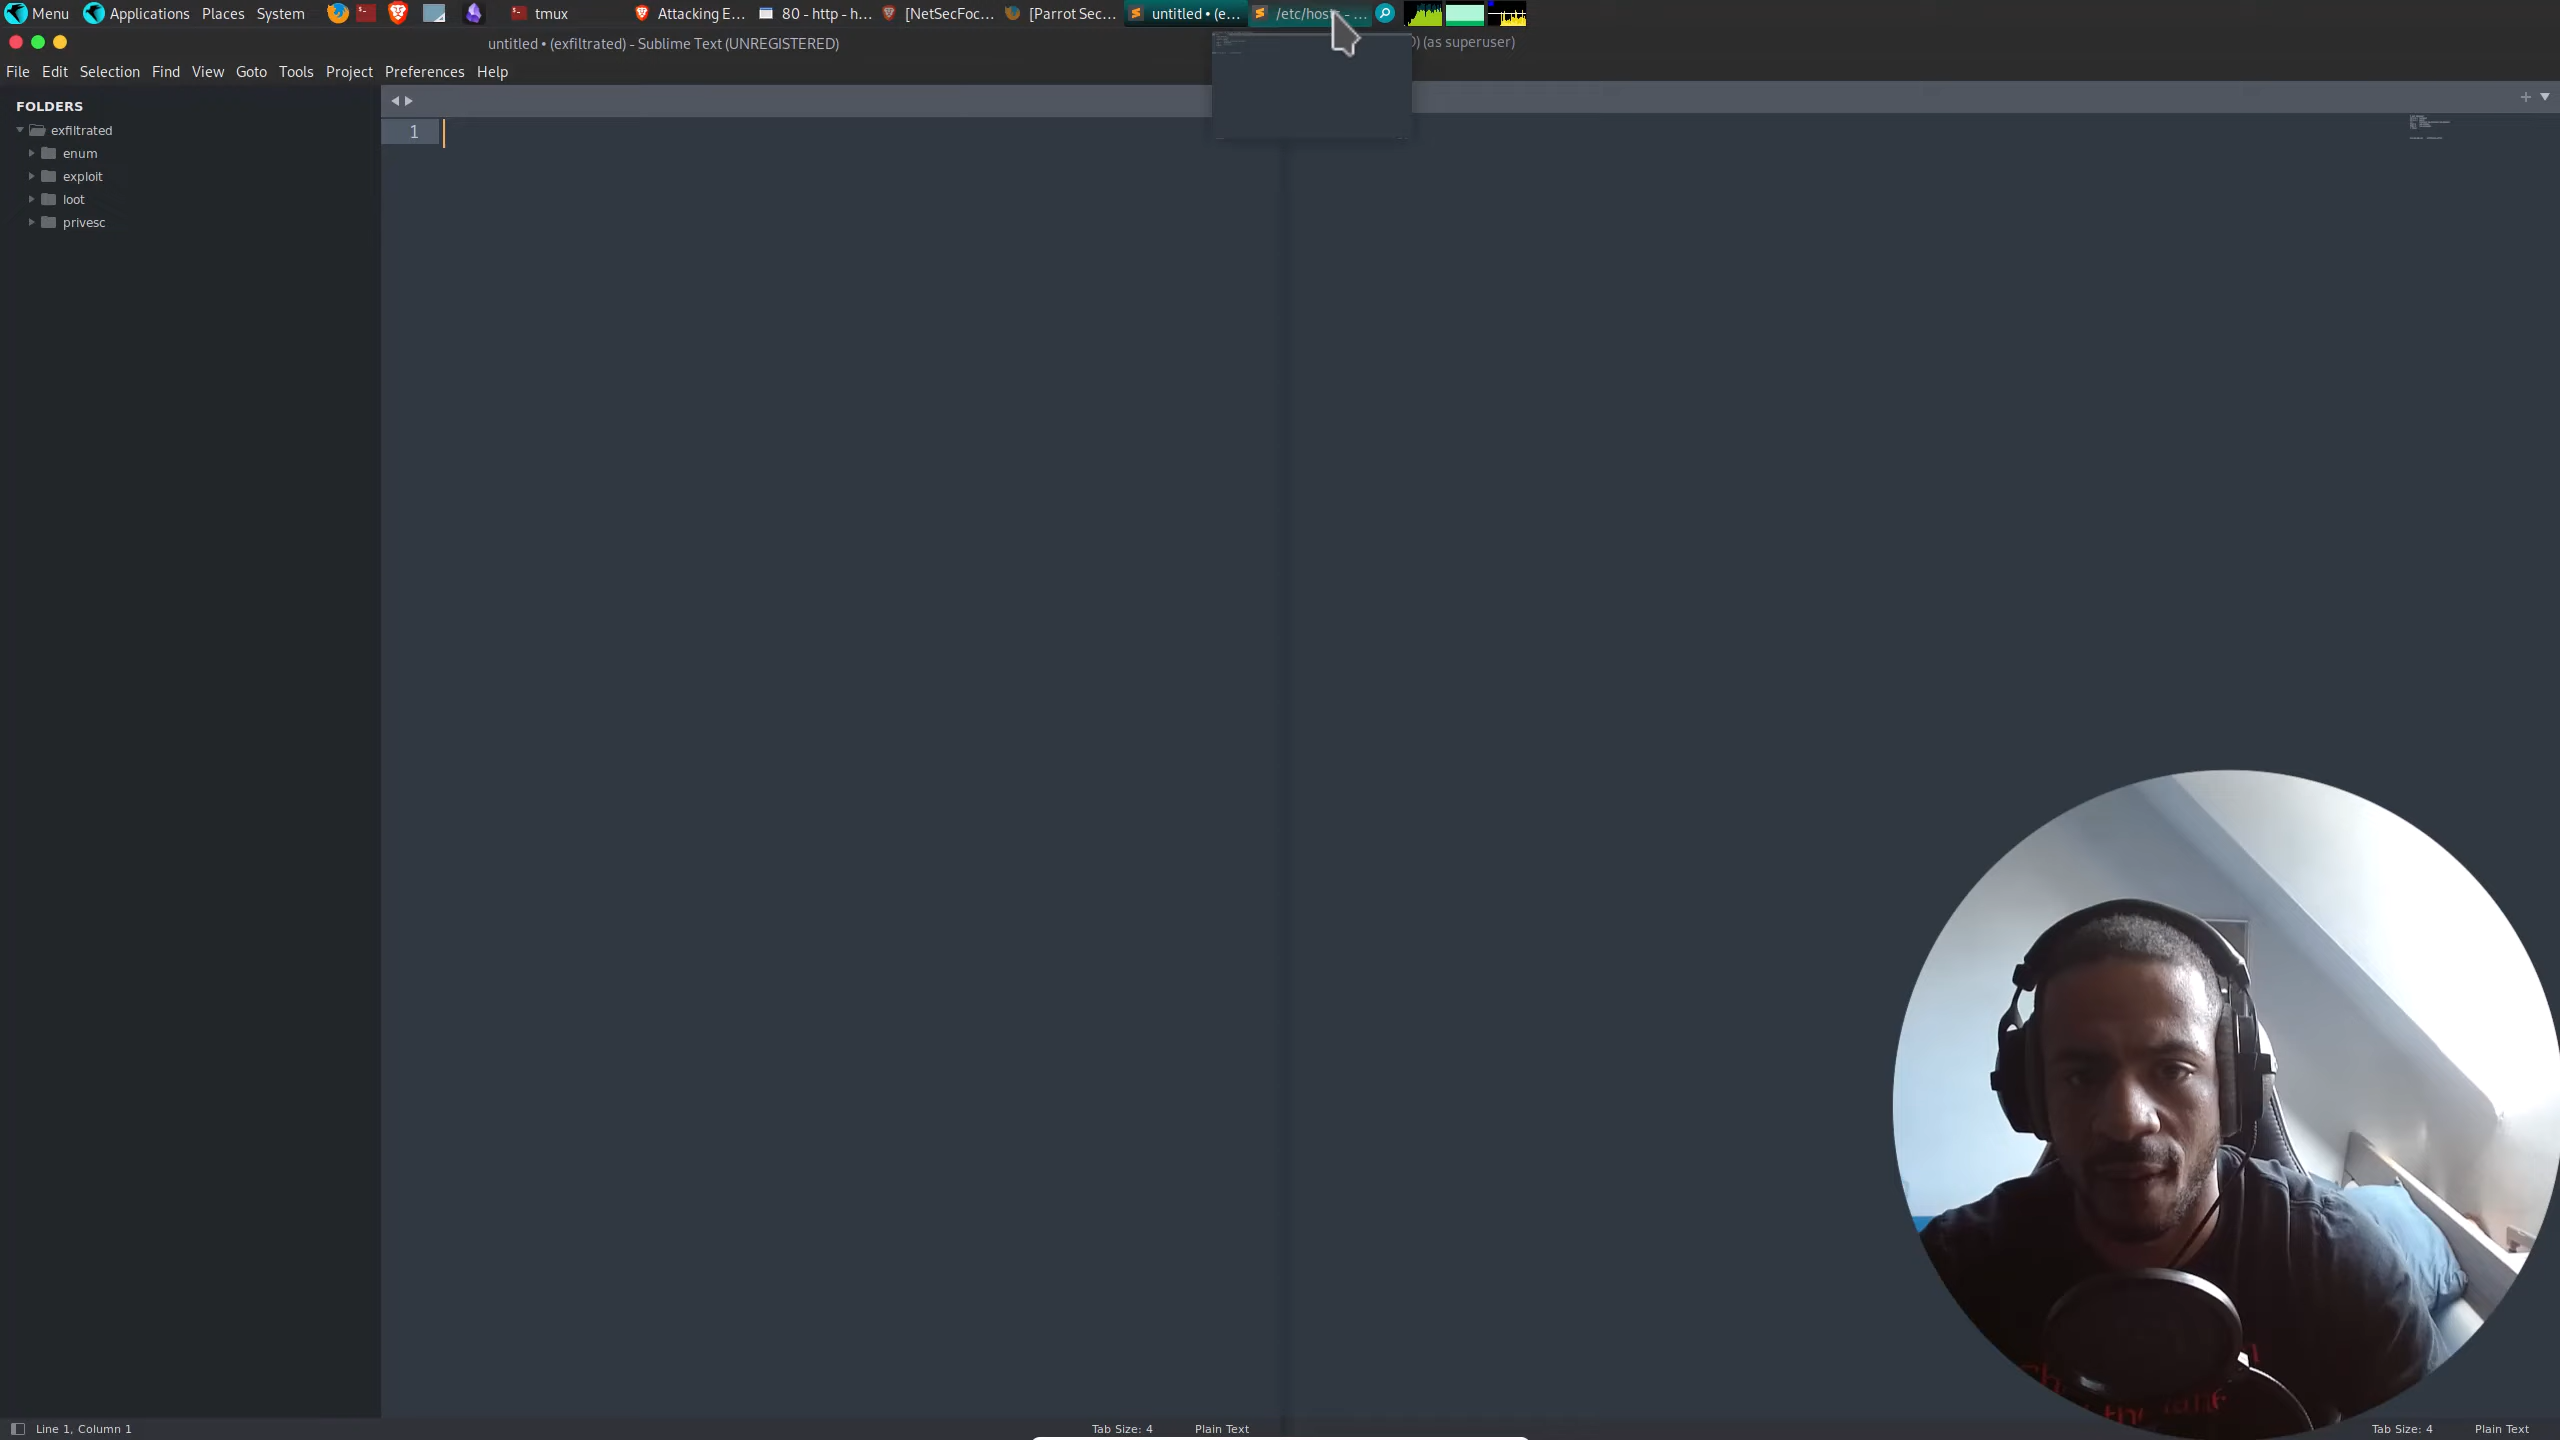 Menu Applications Places System tmux Attacking E... 80 - http - h... [NetSecFoc... [Parrot Sec... untitled • (e... /etc/hosts - ...
untitled • (exfiltrated) - Sublime Text (UNREGISTERED)
) (as superuser)
File Edit Selection Find View Goto Tools Project Preferences Help
FOLDERS
exfiltrated
enum
exploit
loot
privesc
1
Line 1, Column 1
Tab Size: 4 Plain Text
Tab Size: 4 Plain Text